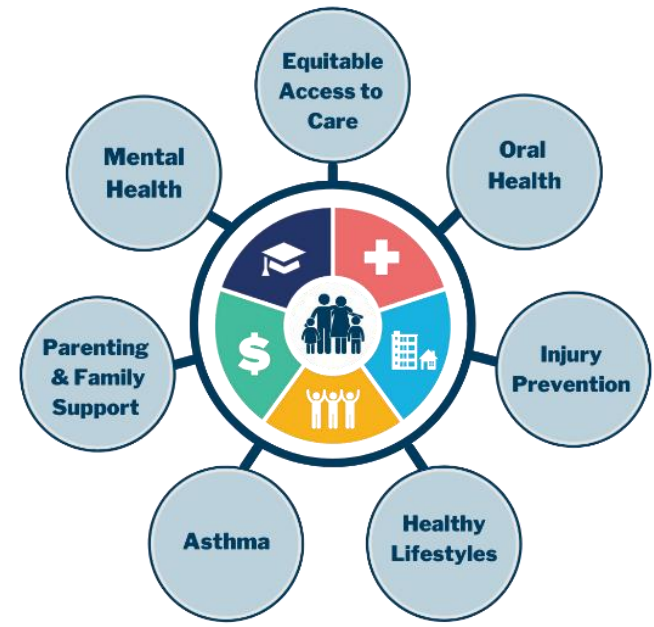 Equitable
Access to
Care
Oral
Health
Injury
Prevention
Healthy
Lifestyles
Asthma
Parenting
& Family
Support
Mental
Health
$